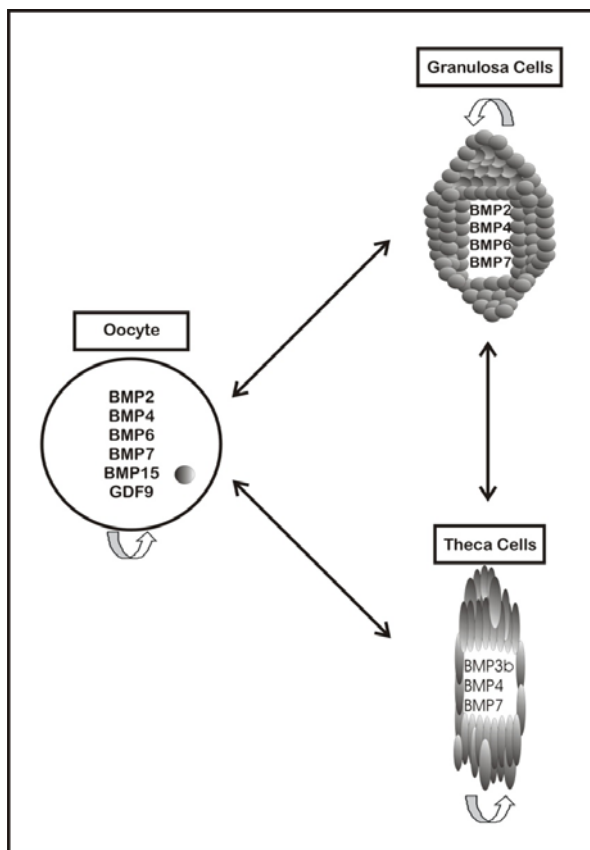 Granulosa Cells
BMP2
BMP4
BMP6
BMP7
Oocyte
BMP2
BMP4
BMP6
BMP7
BMP15
GDF9
Theca Cells
BMP3b
BMP4
BMP7